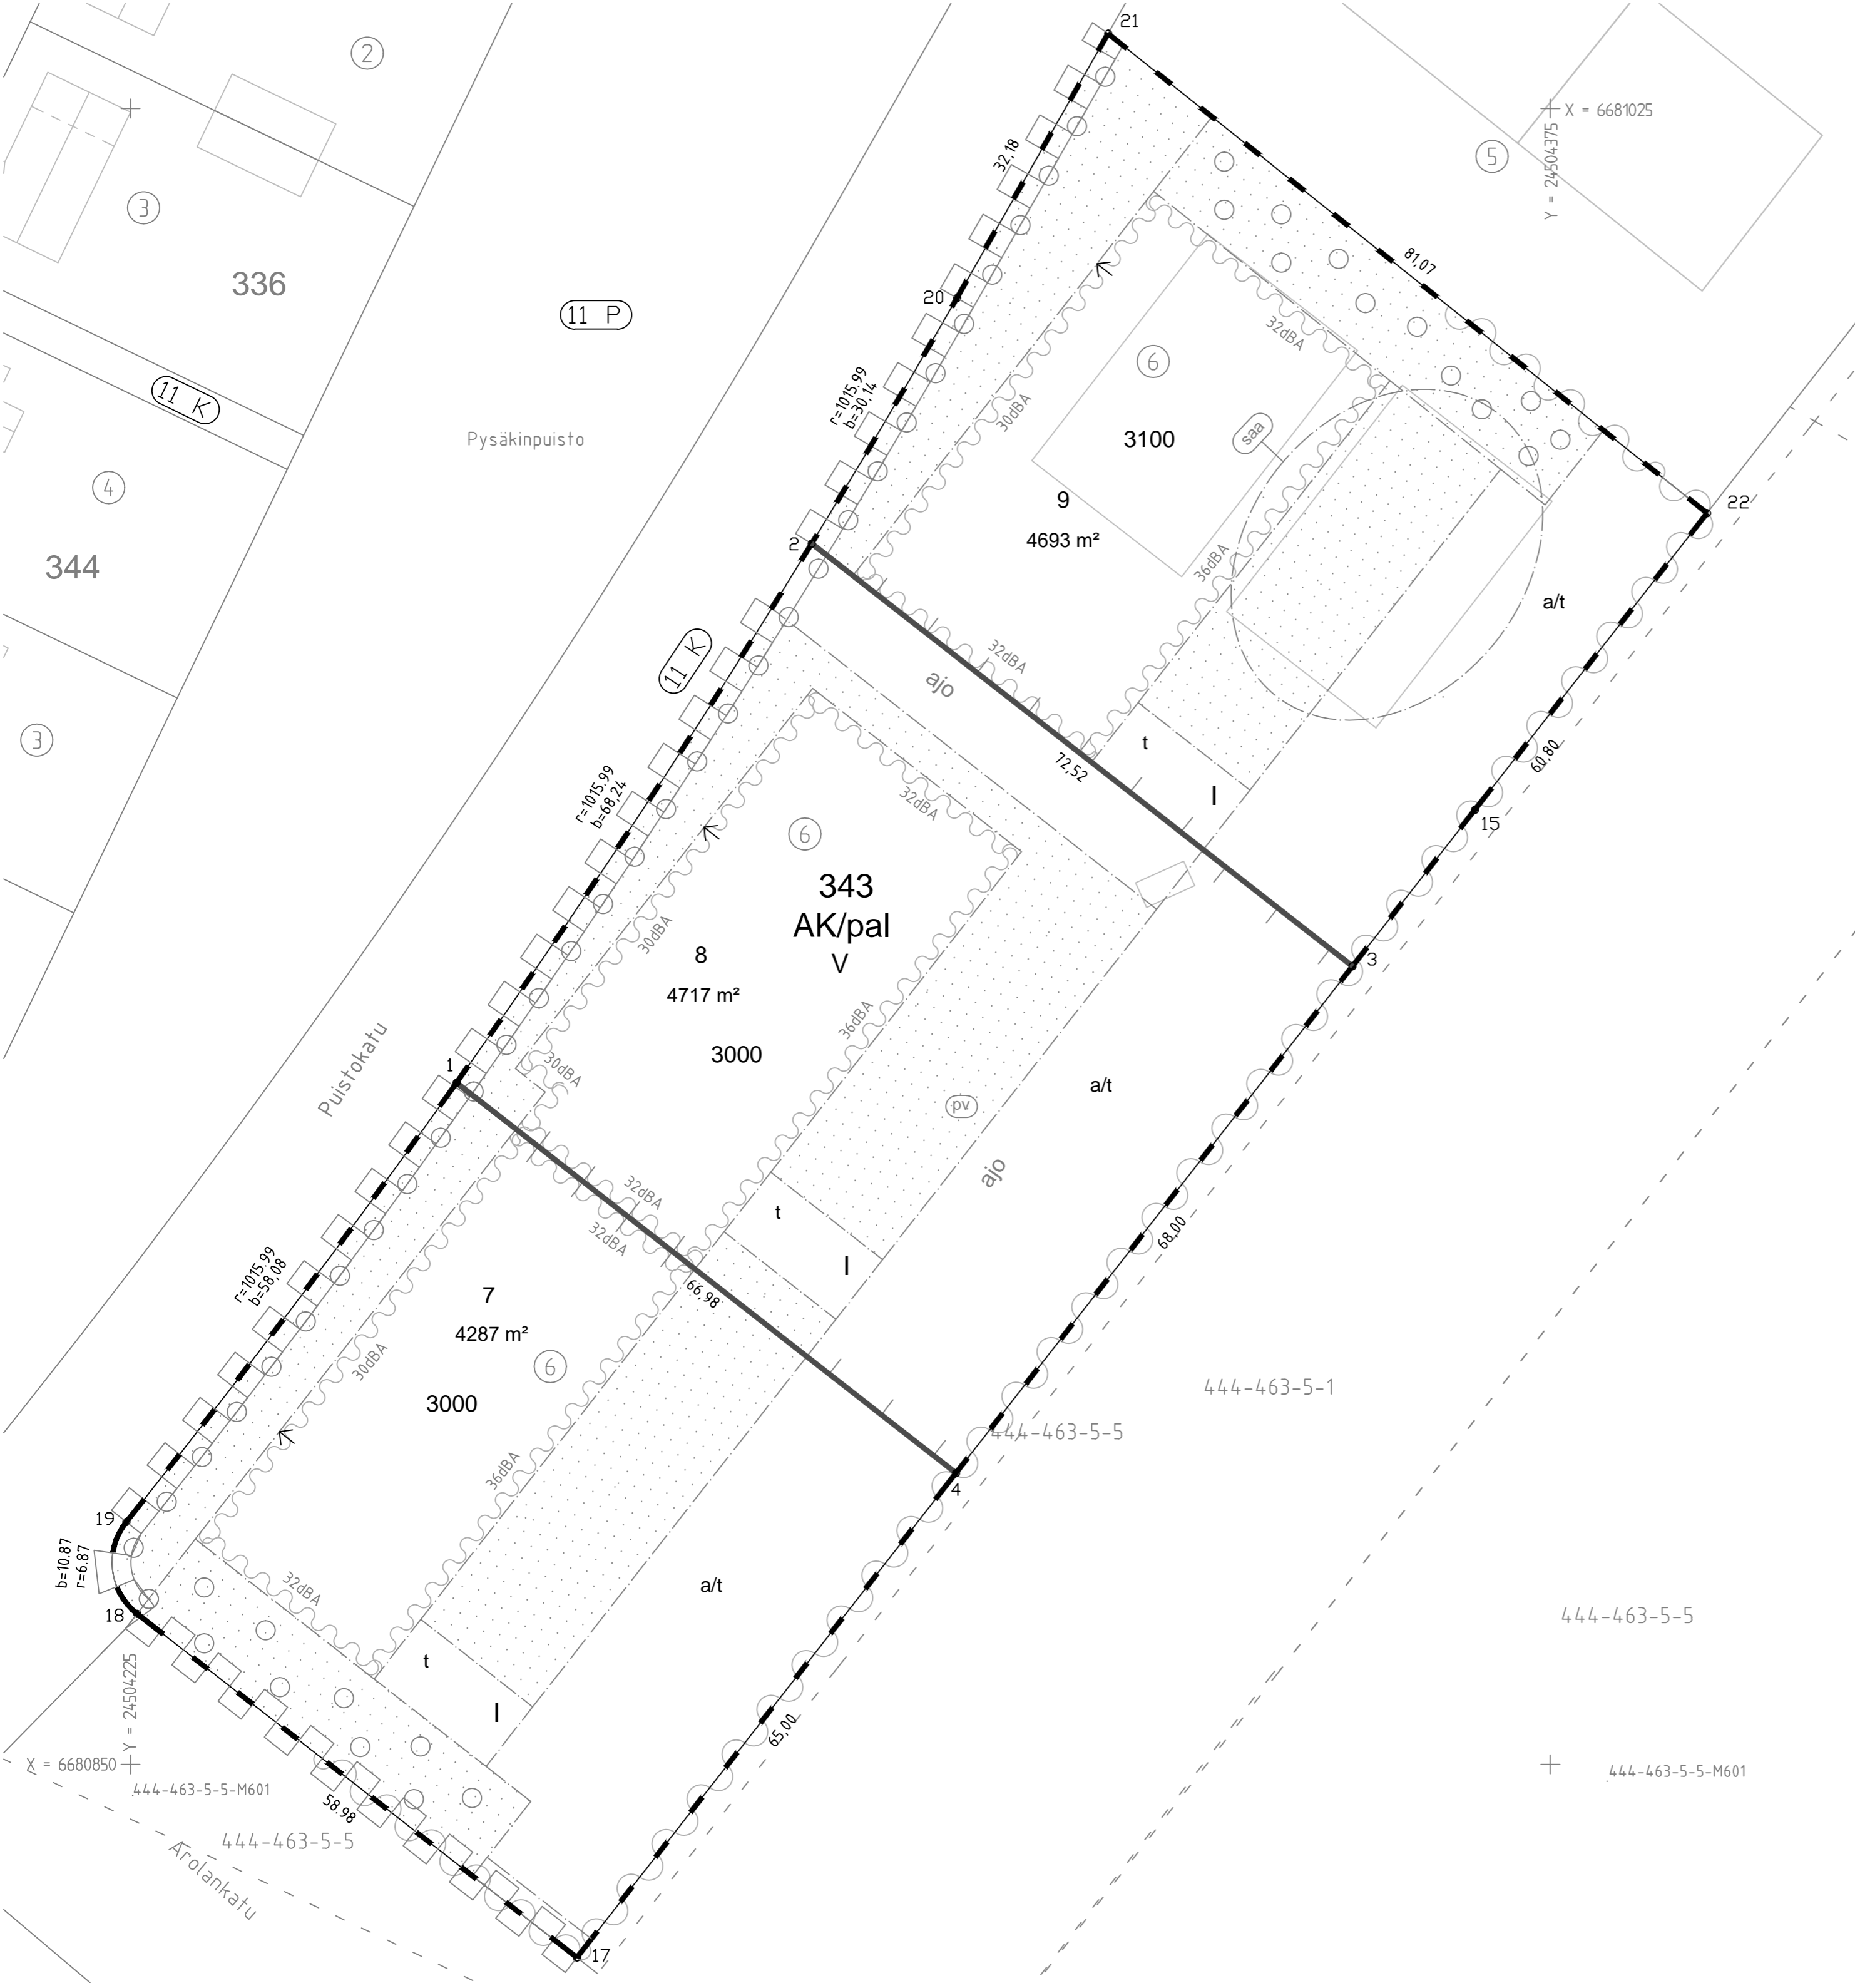 21
2
X = 6681025
Y = 24504375
5
32,18
3
81,07
336
20
11 P
32dBA
6
r=1015.99
b=30,14
11 K
30dBA
3100
saa
Pysäkinpuisto
4
9
22
4693 m²
2
36dBA
344
a/t
11 K
32dBA
ajo
3
t
72,52
60,80
r=1015.99
b=68,24
I
32dBA
6
15
343
AK/pal
V
30dBA
8
3
4717 m²
36dBA
3000
Puistokatu
1
30dBA
a/t
pv
ajo
32dBA
t
68,00
32dBA
r=1015.99
b=58,08
I
7
66,98
4287 m²
30dBA
6
444-463-5-1
3000
444-463-5-5
36dBA
4
19
b=10.87
r=6.87
32dBA
a/t
18
444-463-5-5
t
Y = 24504225
I
65,00
X = 6680850
444-463-5-5-M601
444-463-5-5-M601
58.98
444-463-5-5
Arolankatu
17